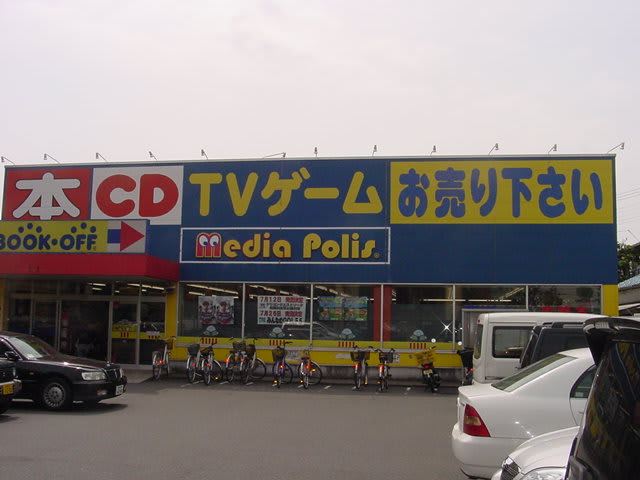 本
CD
TVゲーム
お売り下さい
BOOK・OFF
media Polis
7月12日
7月26日